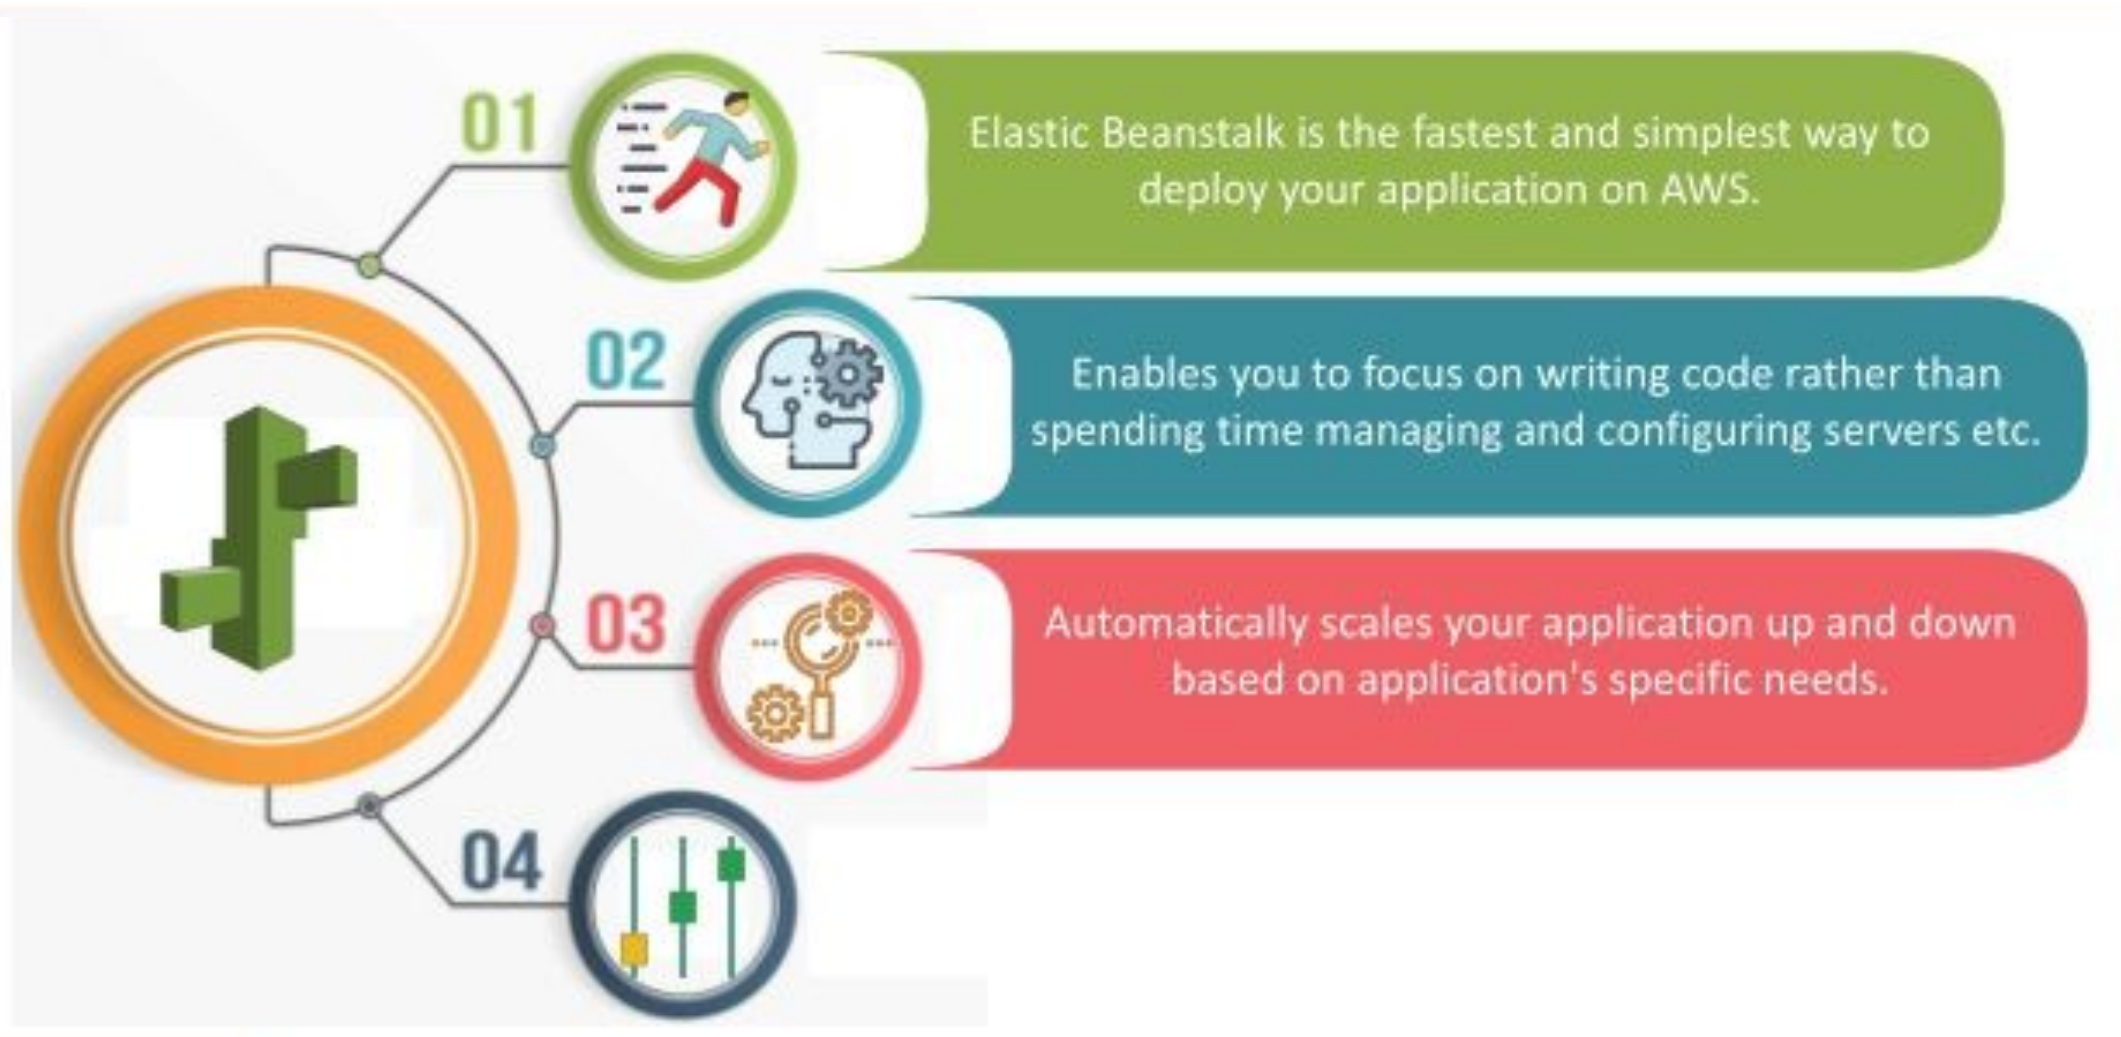 01
Elastic Beanstalk is the fastest and simplest way to
deploy your application on AWS.
02
Enables you to focus on writing code rather than
spending time managing and configuring servers etc.
03
Automatically scales your application up and down
based on application's specific needs.
04